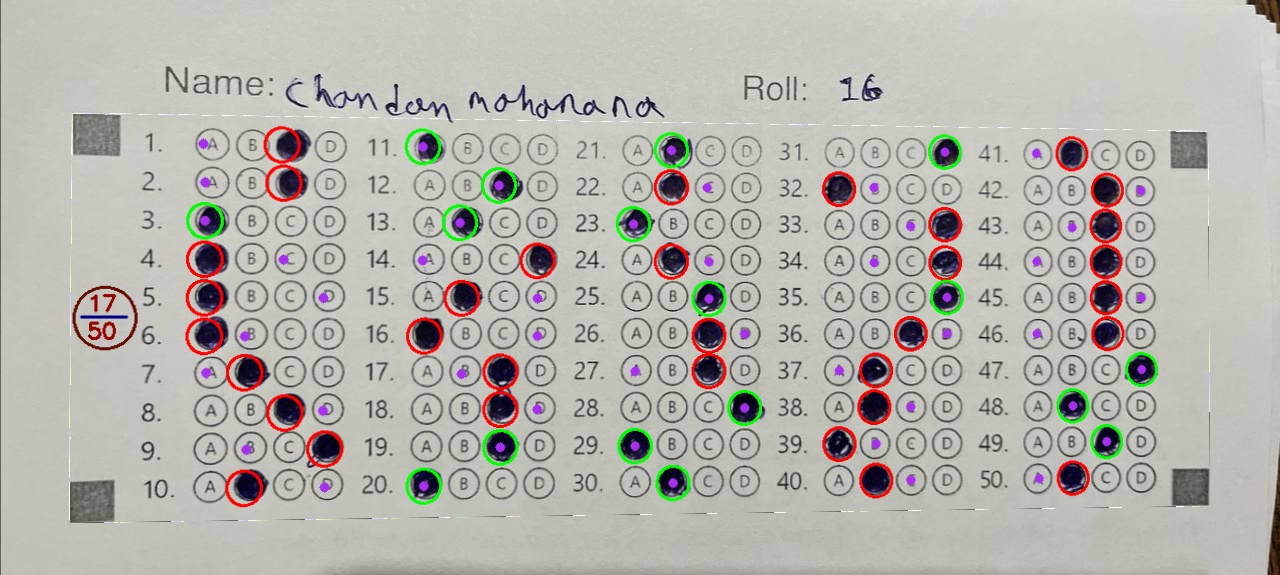 Name: Chandan mohanana Roll: 16
1. A B D 11. B C D 21. A C D 31. A B C 41. A C D
2. A B D 12. A B D 22. A C D 32. B C D 42. A B D
3. B C D 13. A C D 23. B C D 33. A B C 43. A B D
4. B C D 14. A B C 24. A C D 34. A B C 44. A B D
5. B C D 15. A C D 25. A B D 35. A B C 45. A B D
17
50
6. B C D 16. B C D 26. A B D 36. A B D 46. A B D
7. A C D 17. A B D 27. A B D 37. A C D 47. A B C
8. A B D 18. A B D 28. A B C 38. A C D 48. A C D
9. A B C 19. A B D 29. B C D 39. B C D 49. A B D
10. A C D 20. B C D 30. A C D 40. A C D 50. A C D